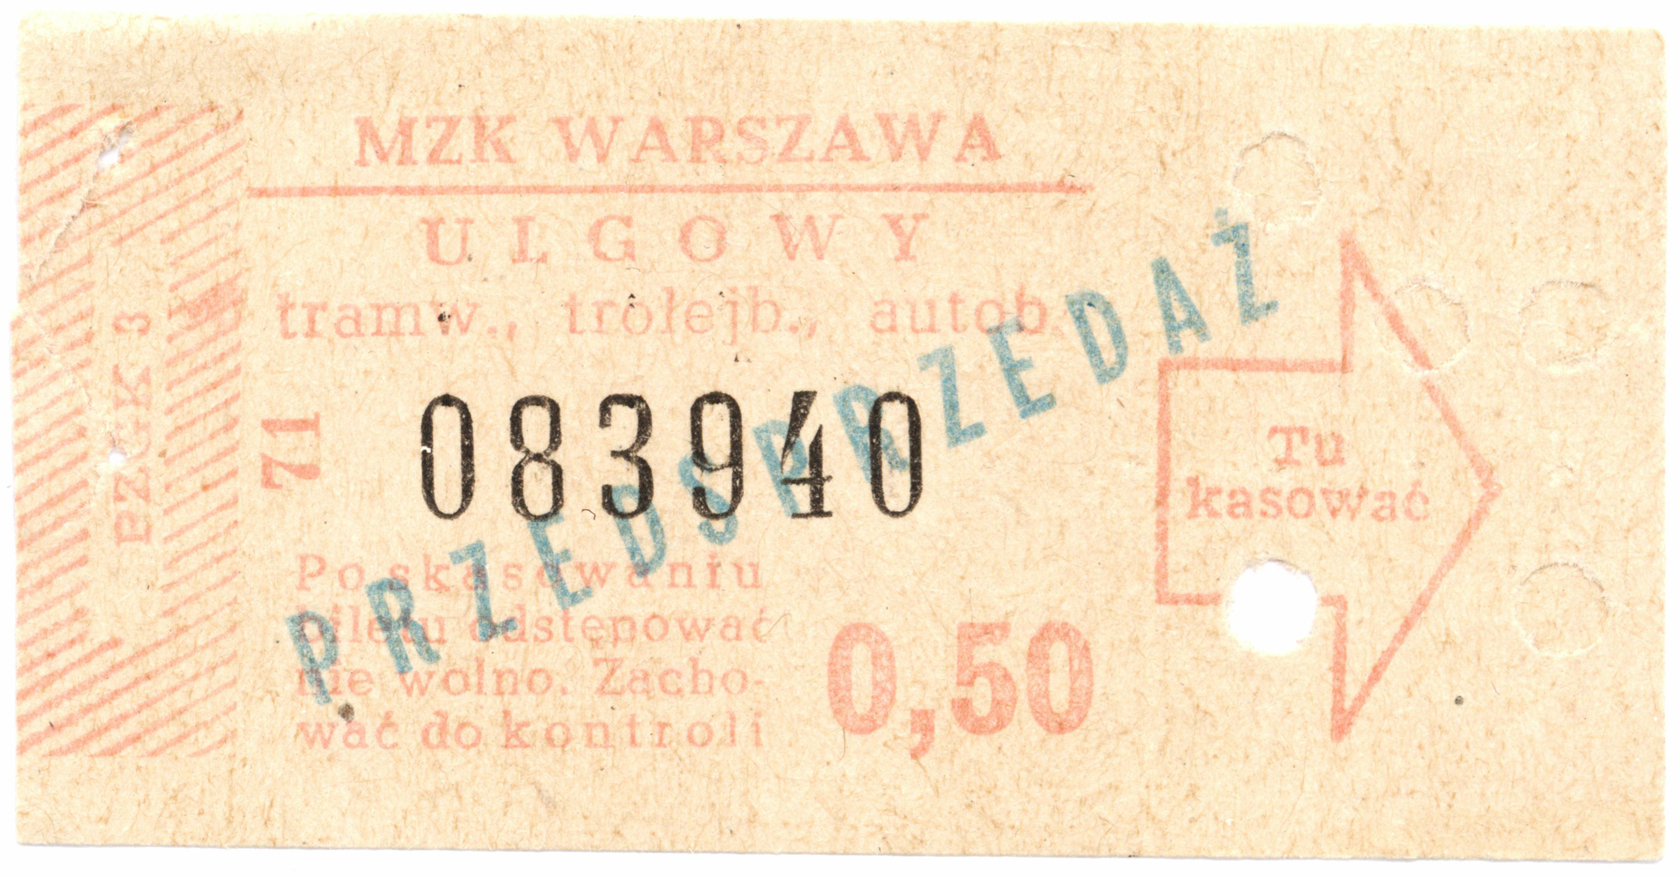 MZK WARSZAWA
ULGOWY
tramw., trolejb., autob.
71
083940
PRZEDSPRZEDAŻ
Po skasowaniu
biletu odstępować
nie wolno. Zacho-
wać do kontroli
0,50
Tu
kasować
BZGK 3